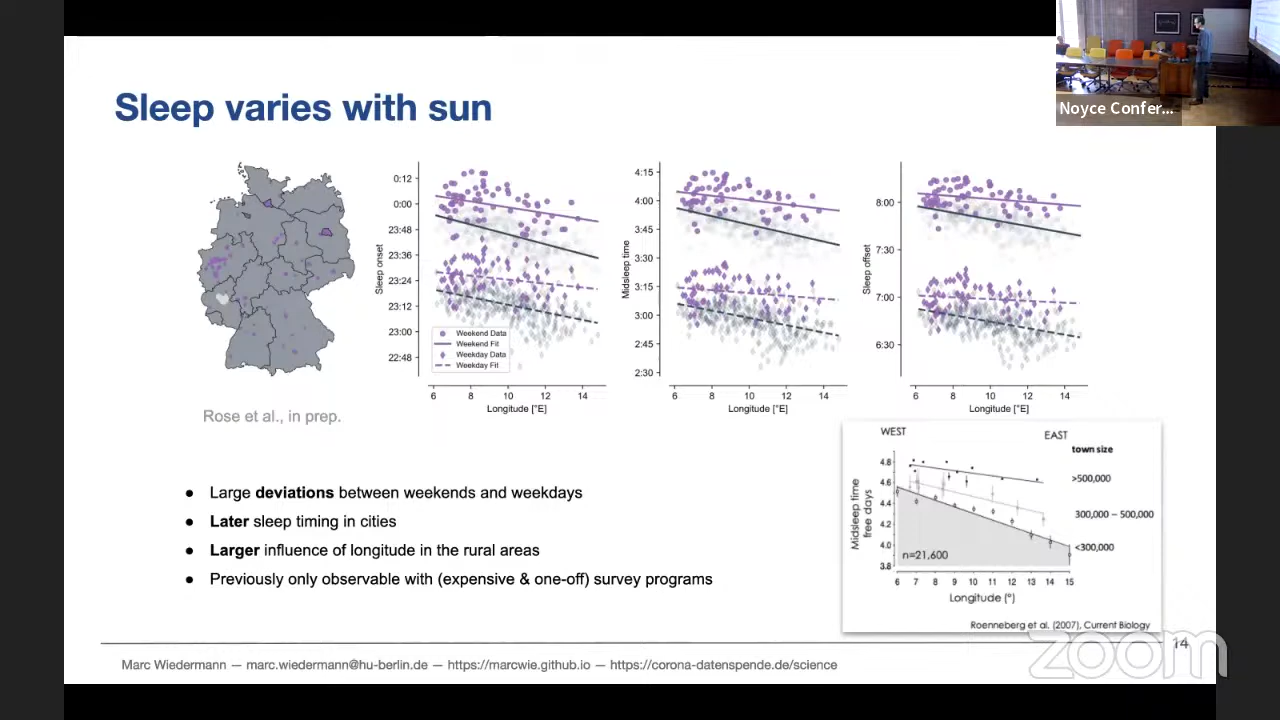 Noyce Confer...
Sleep varies with sun
0:12
0:00
23:48
23:36
23:24
23:12
23:00
22:48
Sleep onset
Weekend Data
Weekend Fit
Weekday Data
Weekday Fit
6 8 10 12 14
Longitude [°E]
4:15
4:00
3:45
3:30
3:15
3:00
2:45
2:30
Midsleep time
6 8 10 12 14
Longitude [°E]
8:00
7:30
7:00
6:30
Sleep offset
6 8 10 12 14
Longitude [°E]
Rose et al., in prep.
● Large deviations between weekends and weekdays
● Later sleep timing in cities
● Larger influence of longitude in the rural areas
● Previously only observable with (expensive & one-off) survey programs
WEST EAST
town size
>500,000
300,000 – 500,000
<300,000
4.8
4.6
4.4
4.2
4.0
3.8
Midsleep time
free days
n=21,600
6 7 8 9 10 11 12 13 14 15
Longitude (°)
Roenneberg et al. (2007), Current Biology
14
zoom
Marc Wiedermann — marc.wiedermann@hu-berlin.de — https://marcwie.github.io — https://corona-datenspende.de/science